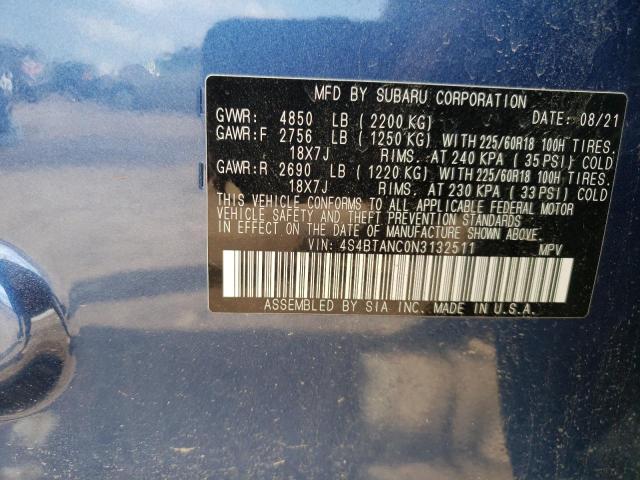 MFD BY SUBARU CORPORATION DATE: 08/21
GVWR: 4850 LB (2200 KG)
GAWR:F 2756 LB (1250 KG) WITH 225/60R18 100H TIRES.
18X7J RIMS. AT 240 KPA (35 PSI) COLD
GAWR:R 2690 LB (1220 KG) WITH 225/60R18 100H TIRES.
18X7J RIMS. AT 230 KPA (33 PSI) COLD
THIS VEHICLE CONFORMS TO ALL APPLICABLE FEDERAL MOTOR
VEHICLE SAFETY AND THEFT PREVENTION STANDARDS
IN EFFECT ON THE DATE OF MANUFACTURE SHOWN ABOVE.
VIN: 4S4BTANC0N3132511 MPV
ASSEMBLED BY SIA INC. MADE IN U.S.A.